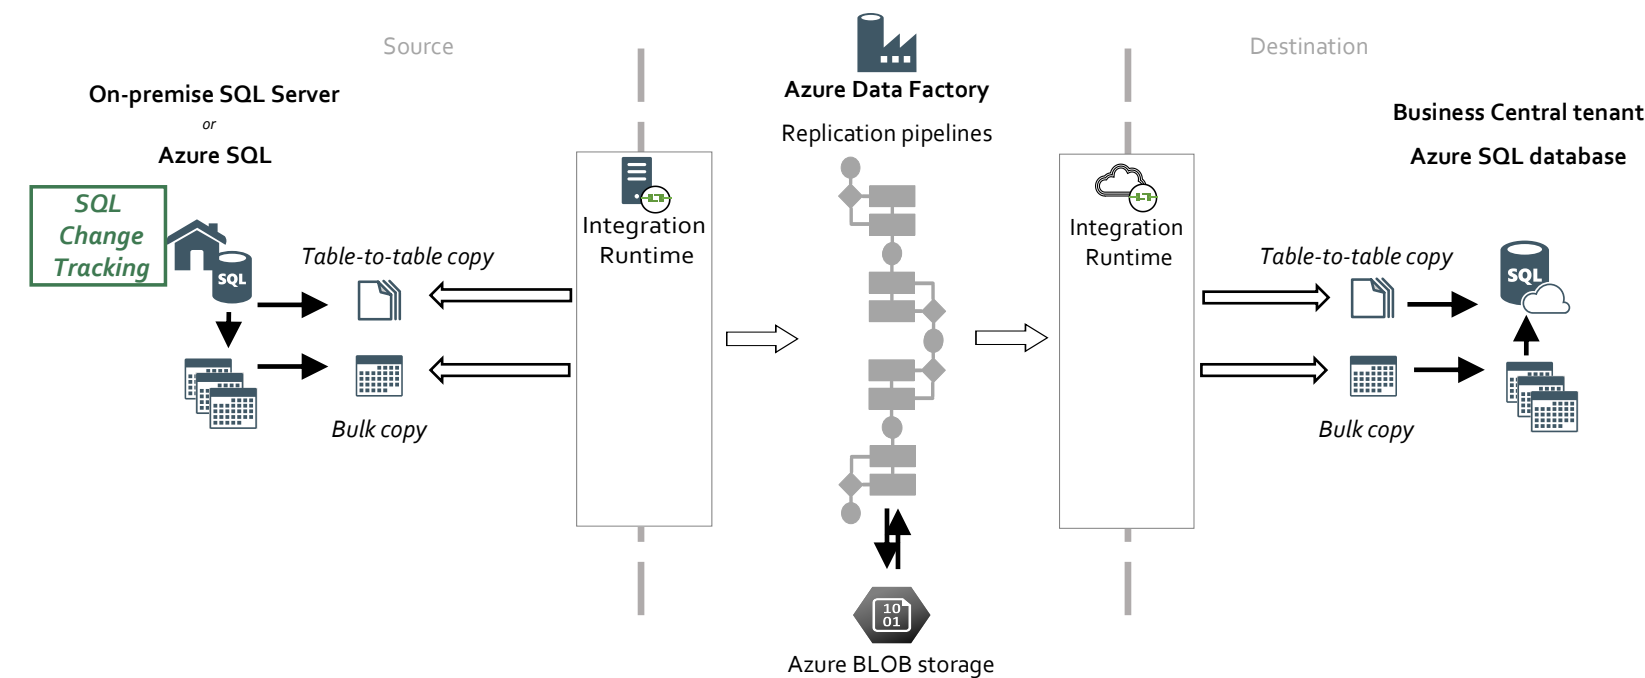 Source
On-premise SQL Server
or
Azure SQL
SQL
Change
Tracking
SQL
Table-to-table copy
Bulk copy
Integration
Runtime
Azure Data Factory
Replication pipelines
10
01
Azure BLOB storage
Integration
Runtime
Destination
Business Central tenant
Azure SQL database
Table-to-table copy
SQL
Bulk copy